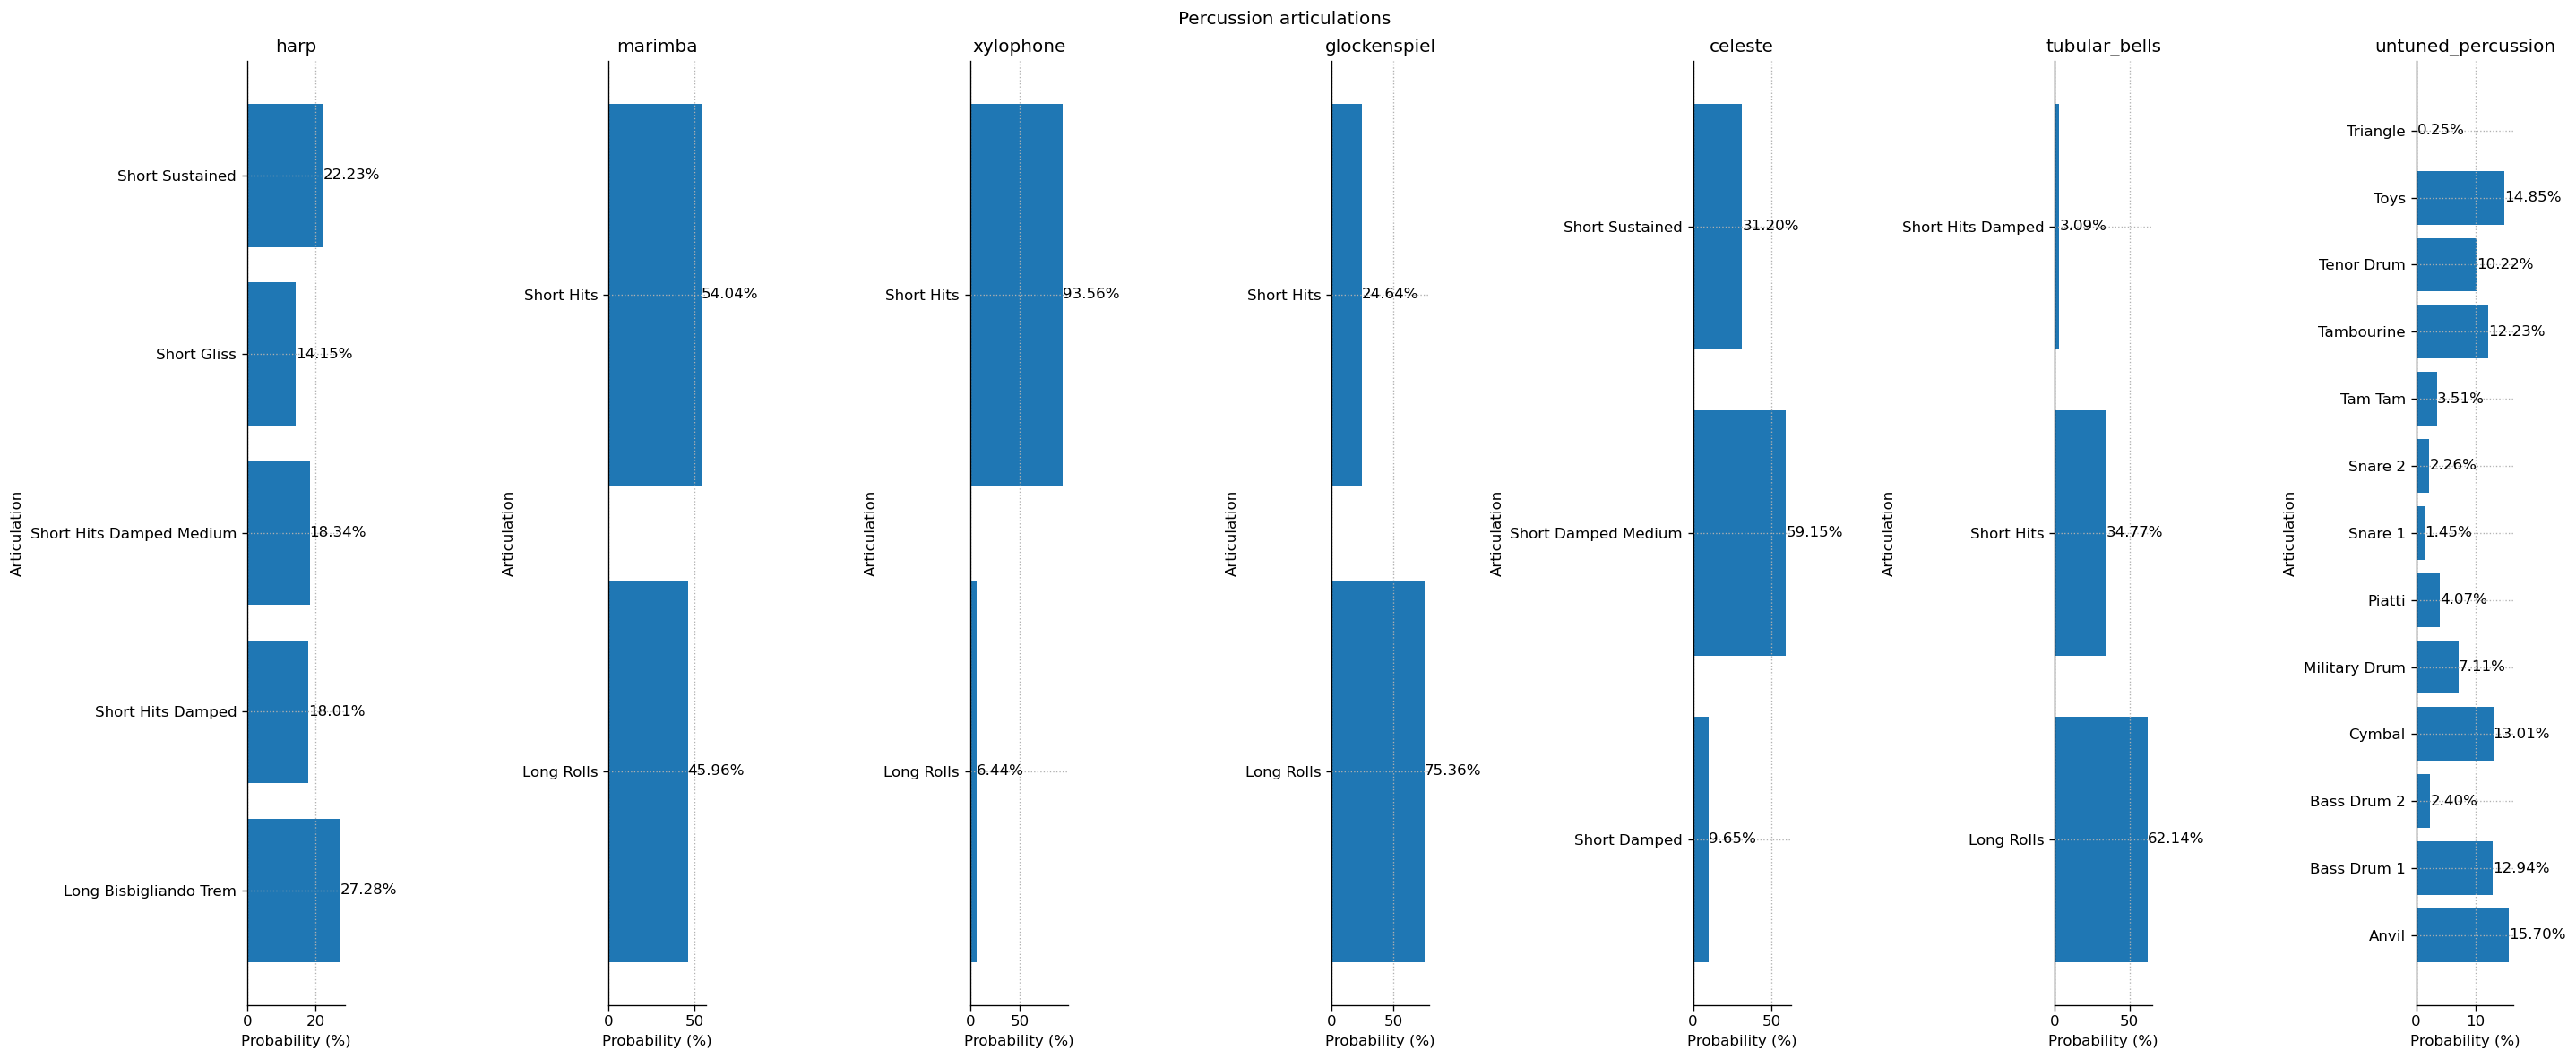 Percussion articulations
harp
Articulation
Short Sustained
22.23%
Short Gliss
14.15%
Short Hits Damped Medium
18.34%
Short Hits Damped
18.01%
Long Bisbigliando Trem
27.28%
0 20
Probability (%)
marimba
Articulation
Short Hits
54.04%
Long Rolls
45.96%
0 50
Probability (%)
xylophone
Articulation
Short Hits
93.56%
Long Rolls
6.44%
0 50
Probability (%)
glockenspiel
Articulation
Short Hits
24.64%
Long Rolls
75.36%
0 50
Probability (%)
celeste
Articulation
Short Sustained
31.20%
Short Damped Medium
59.15%
Short Damped
9.65%
0 50
Probability (%)
tubular_bells
Articulation
Short Hits Damped
3.09%
Short Hits
34.77%
Long Rolls
62.14%
0 50
Probability (%)
untuned_percussion
Articulation
Triangle
0.25%
Toys
14.85%
Tenor Drum
10.22%
Tambourine
12.23%
Tam Tam
3.51%
Snare 2
2.26%
Snare 1
1.45%
Piatti
4.07%
Military Drum
7.11%
Cymbal
13.01%
Bass Drum 2
2.40%
Bass Drum 1
12.94%
Anvil
15.70%
0 10
Probability (%)